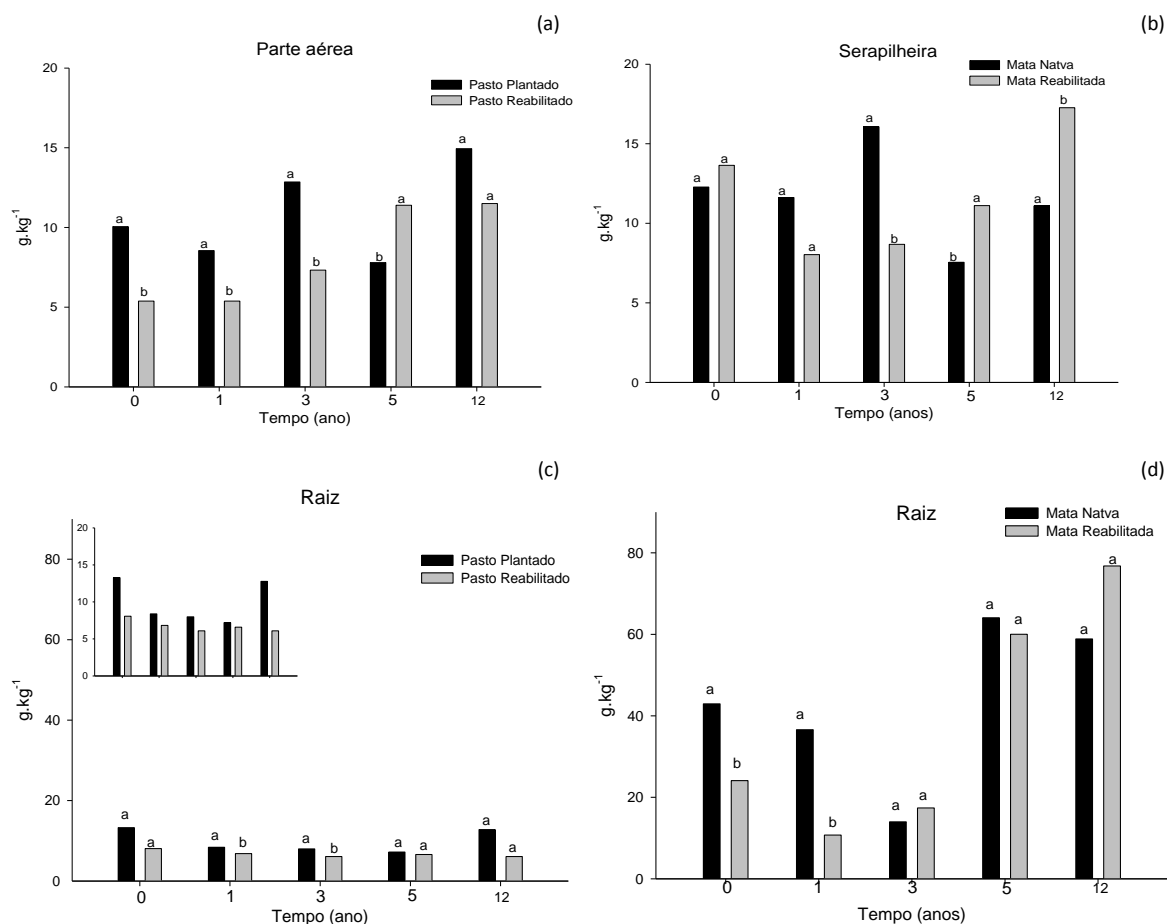 (a)
Parte aérea
20
15
10
5
0
g.kg-1
Pasto Plantado
Pasto Reabilitado
a b
a b
a b
b a
a a
0 1 3 5 12
Tempo (ano)
(b)
Serapilheira
20
15
10
5
0
g.kg-1
Mata Natva
Mata Reabilitada
a a
a a
a b
b a
a b
0 1 3 5 12
Tempo (anos)
(c)
Raiz
80
60
40
20
0
g.kg-1
20
15
10
5
0
Pasto Plantado
Pasto Reabilitado
a a
a b
a b
a a
a a
0 1 3 5 12
Tempo (ano)
(d)
Raiz
80
60
40
20
0
g.kg-1
Mata Natva
Mata Reabilitada
a b
a b
a a
a a
a a
0 1 3 5 12
Tempo (anos)